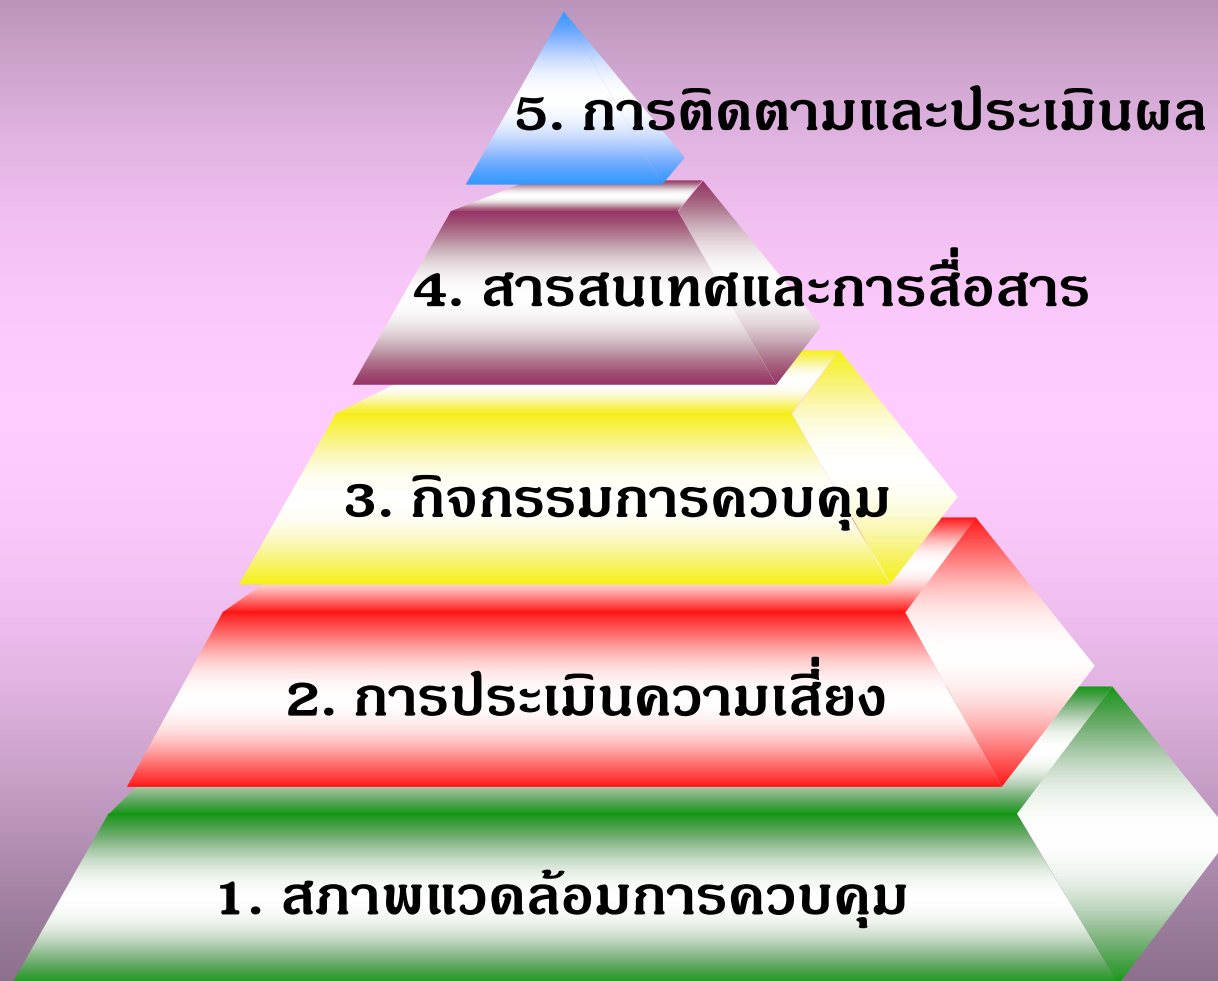 5. การติดตามและประเมินผล
4. สารสนเทศและการสื่อสาร
3. กิจกรรมการควบคุม
2. การประเมินความเสี่ยง
1. สภาพแวดล้อมการควบคุม